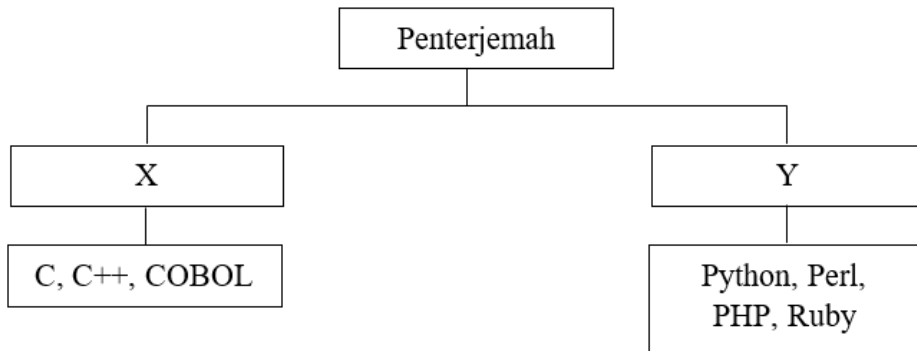 Penterjemah
X
Y
C, C++, COBOL
Python, Perl,
PHP, Ruby